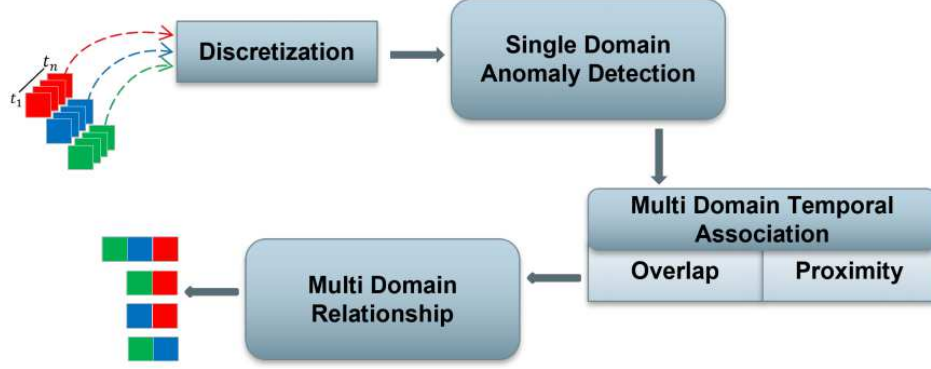 Discretization
Single Domain
Anomaly Detection
t_n
t_1
Multi Domain Temporal
Association
Overlap
Proximity
Multi Domain
Relationship